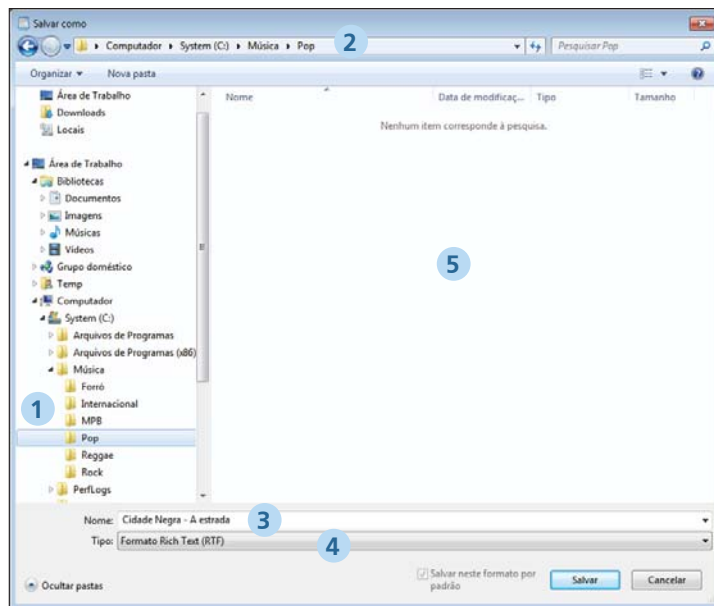 Salvar como
Computador System (C:) Música Pop 2 Pesquisar Pop
Organizar Nova pasta
Nome Data de modificaç... Tipo Tamanho
Nenhum item corresponde à pesquisa.
Área de Trabalho
Downloads
Locais
Área de Trabalho
Bibliotecas
Documentos
Imagens
Músicas
Vídeos
5
Grupo doméstico
Temp
Computador
System (C:)
Arquivos de Programas
Arquivos de Programas (x86)
Música
Forró
1 Internacional
MPB
Pop
Reggae
Rock
PerfLogs
Nome: Cidade Negra - A estrada 3
Tipo: Formato Rich Text (RTF) 4
Ocultar pastas
Salvar neste formato por
padrão
Salvar Cancelar